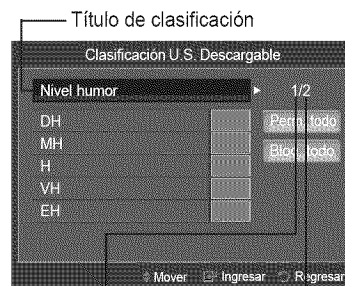 Título de clasificación
Clasificación U.S. Descargable
Nivel humor ► 1/2
DH Perm. todo
MH Bloq. todo
H
VH
EH
Mover Ingresar Regresar